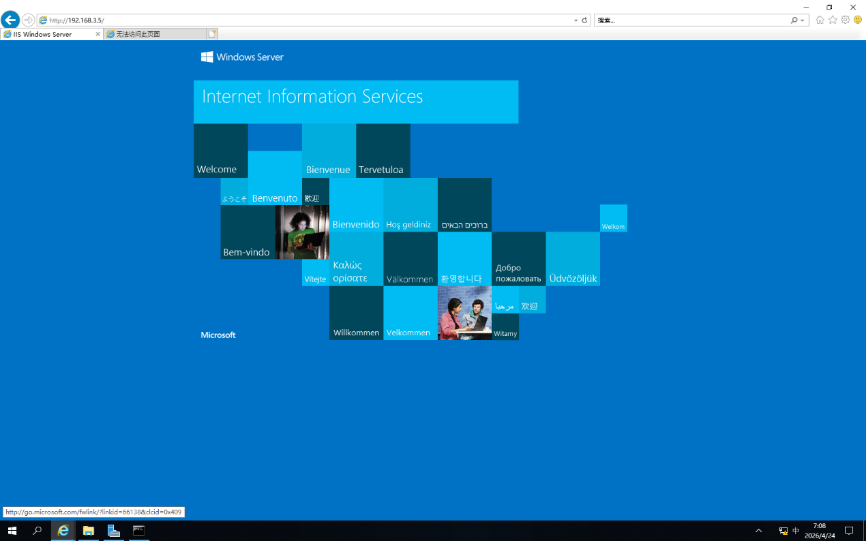 http://192.168.3.5/
搜索...
IIS Windows Server
无法访问此页面
Windows Server
Internet Information Services
Welcome
Bienvenue
Tervetuloa
ようこそ
Benvenuto
歡迎
Bienvenido
Hoş geldiniz
ברוכים הבאים
Welkom
Bem-vindo
Vítejte
Καλώς
ορίσατε
Välkommen
환영합니다
Добро
пожаловать
Üdvözöljük
Willkommen
Velkommen
مرحبا
欢迎
Witamy
Microsoft
http://go.microsoft.com/fwlink/?linkid=66138&clcid=0x409
中
7:08
2026/4/24